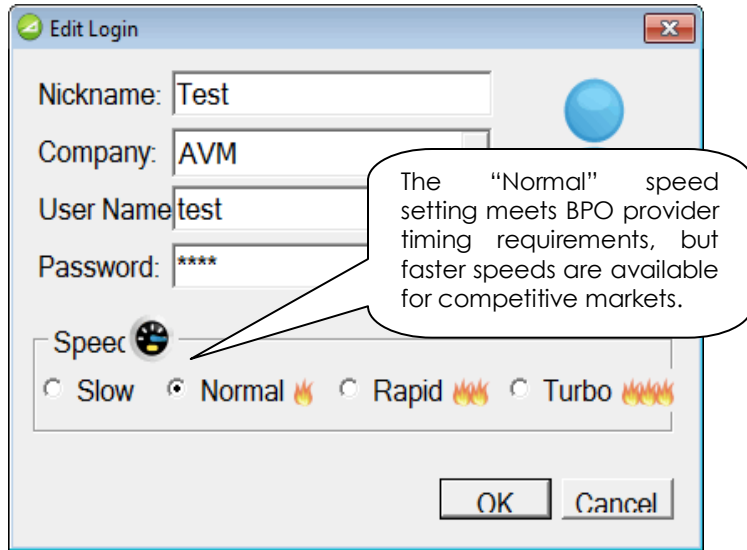 Edit Login
Nickname: Test
Company: AVM
User Name test
Password: ****
The “Normal” speed
setting meets BPO provider
timing requirements, but
faster speeds are available
for competitive markets.
Speec
Slow Normal Rapid Turbo
OK Cancel